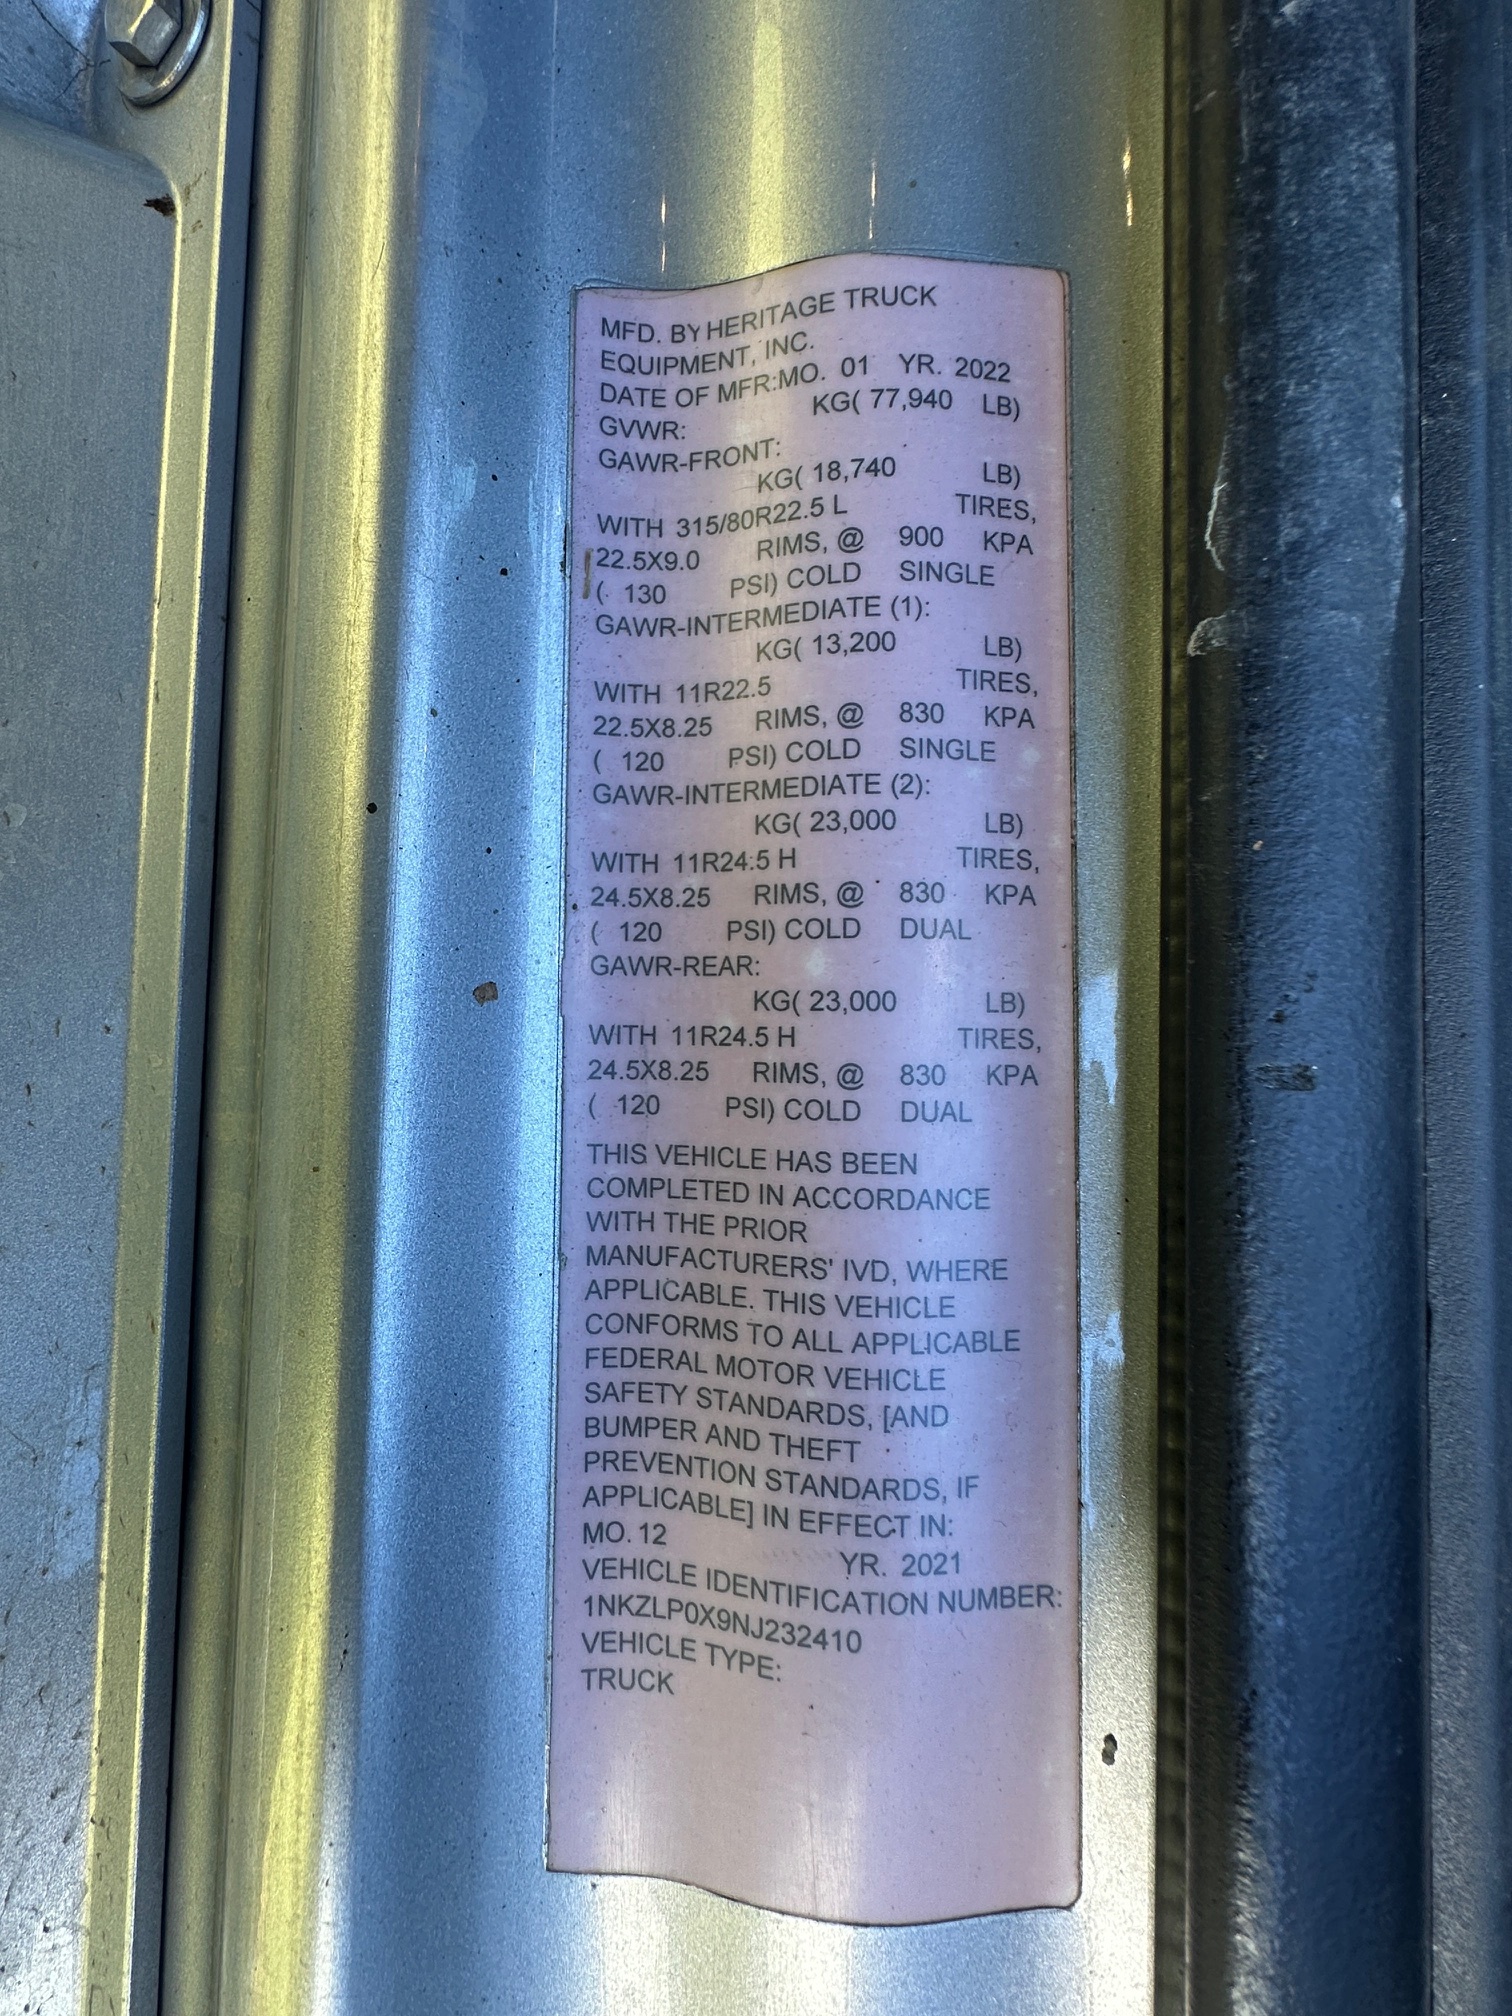 MFD. BY HERITAGE TRUCK
EQUIPMENT, INC.
DATE OF MFR:MO. 01 YR. 2022
KG( 77,940 LB)
GVWR:
GAWR-FRONT:
KG( 18,740 LB)
WITH 315/80R22.5 L TIRES,
22.5X9.0 RIMS, @ 900 KPA
( 130 PSI) COLD SINGLE
GAWR-INTERMEDIATE (1):
KG( 13,200 LB)
WITH 11R22.5 TIRES,
22.5X8.25 RIMS, @ 830 KPA
( 120 PSI) COLD SINGLE
GAWR-INTERMEDIATE (2):
KG( 23,000 LB)
WITH 11R24.5 H TIRES,
24.5X8.25 RIMS, @ 830 KPA
( 120 PSI) COLD DUAL
GAWR-REAR:
KG( 23,000 LB)
WITH 11R24.5 H TIRES,
24.5X8.25 RIMS, @ 830 KPA
( 120 PSI) COLD DUAL
THIS VEHICLE HAS BEEN
COMPLETED IN ACCORDANCE
WITH THE PRIOR
MANUFACTURERS' IVD, WHERE
APPLICABLE. THIS VEHICLE
CONFORMS TO ALL APPLICABLE
FEDERAL MOTOR VEHICLE
SAFETY STANDARDS, [AND
BUMPER AND THEFT
PREVENTION STANDARDS, IF
APPLICABLE] IN EFFECT IN:
MO. 12 YR. 2021
VEHICLE IDENTIFICATION NUMBER:
1NKZLP0X9NJ232410
VEHICLE TYPE:
TRUCK